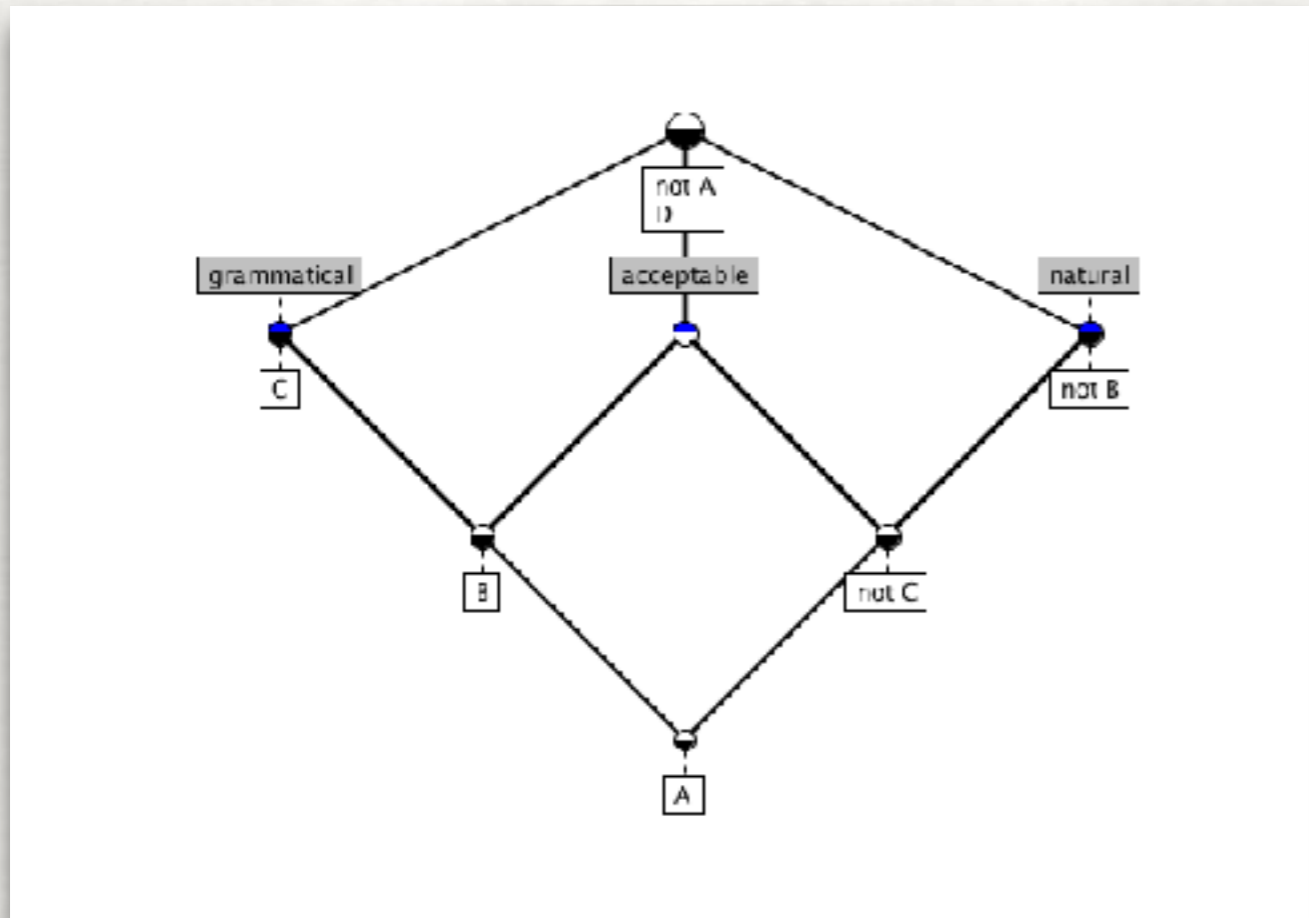 not A
D
grammatical
acceptable
natural
C
not B
B
not C
A